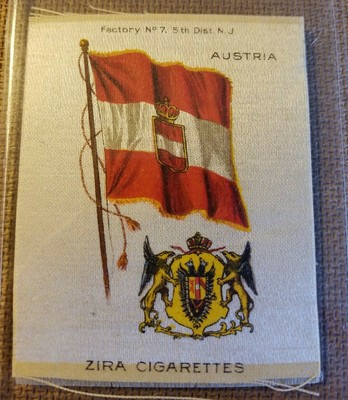 Factory Nº 7, 5th Dist. N.J
AUSTRIA
ZIRA CIGARETTES